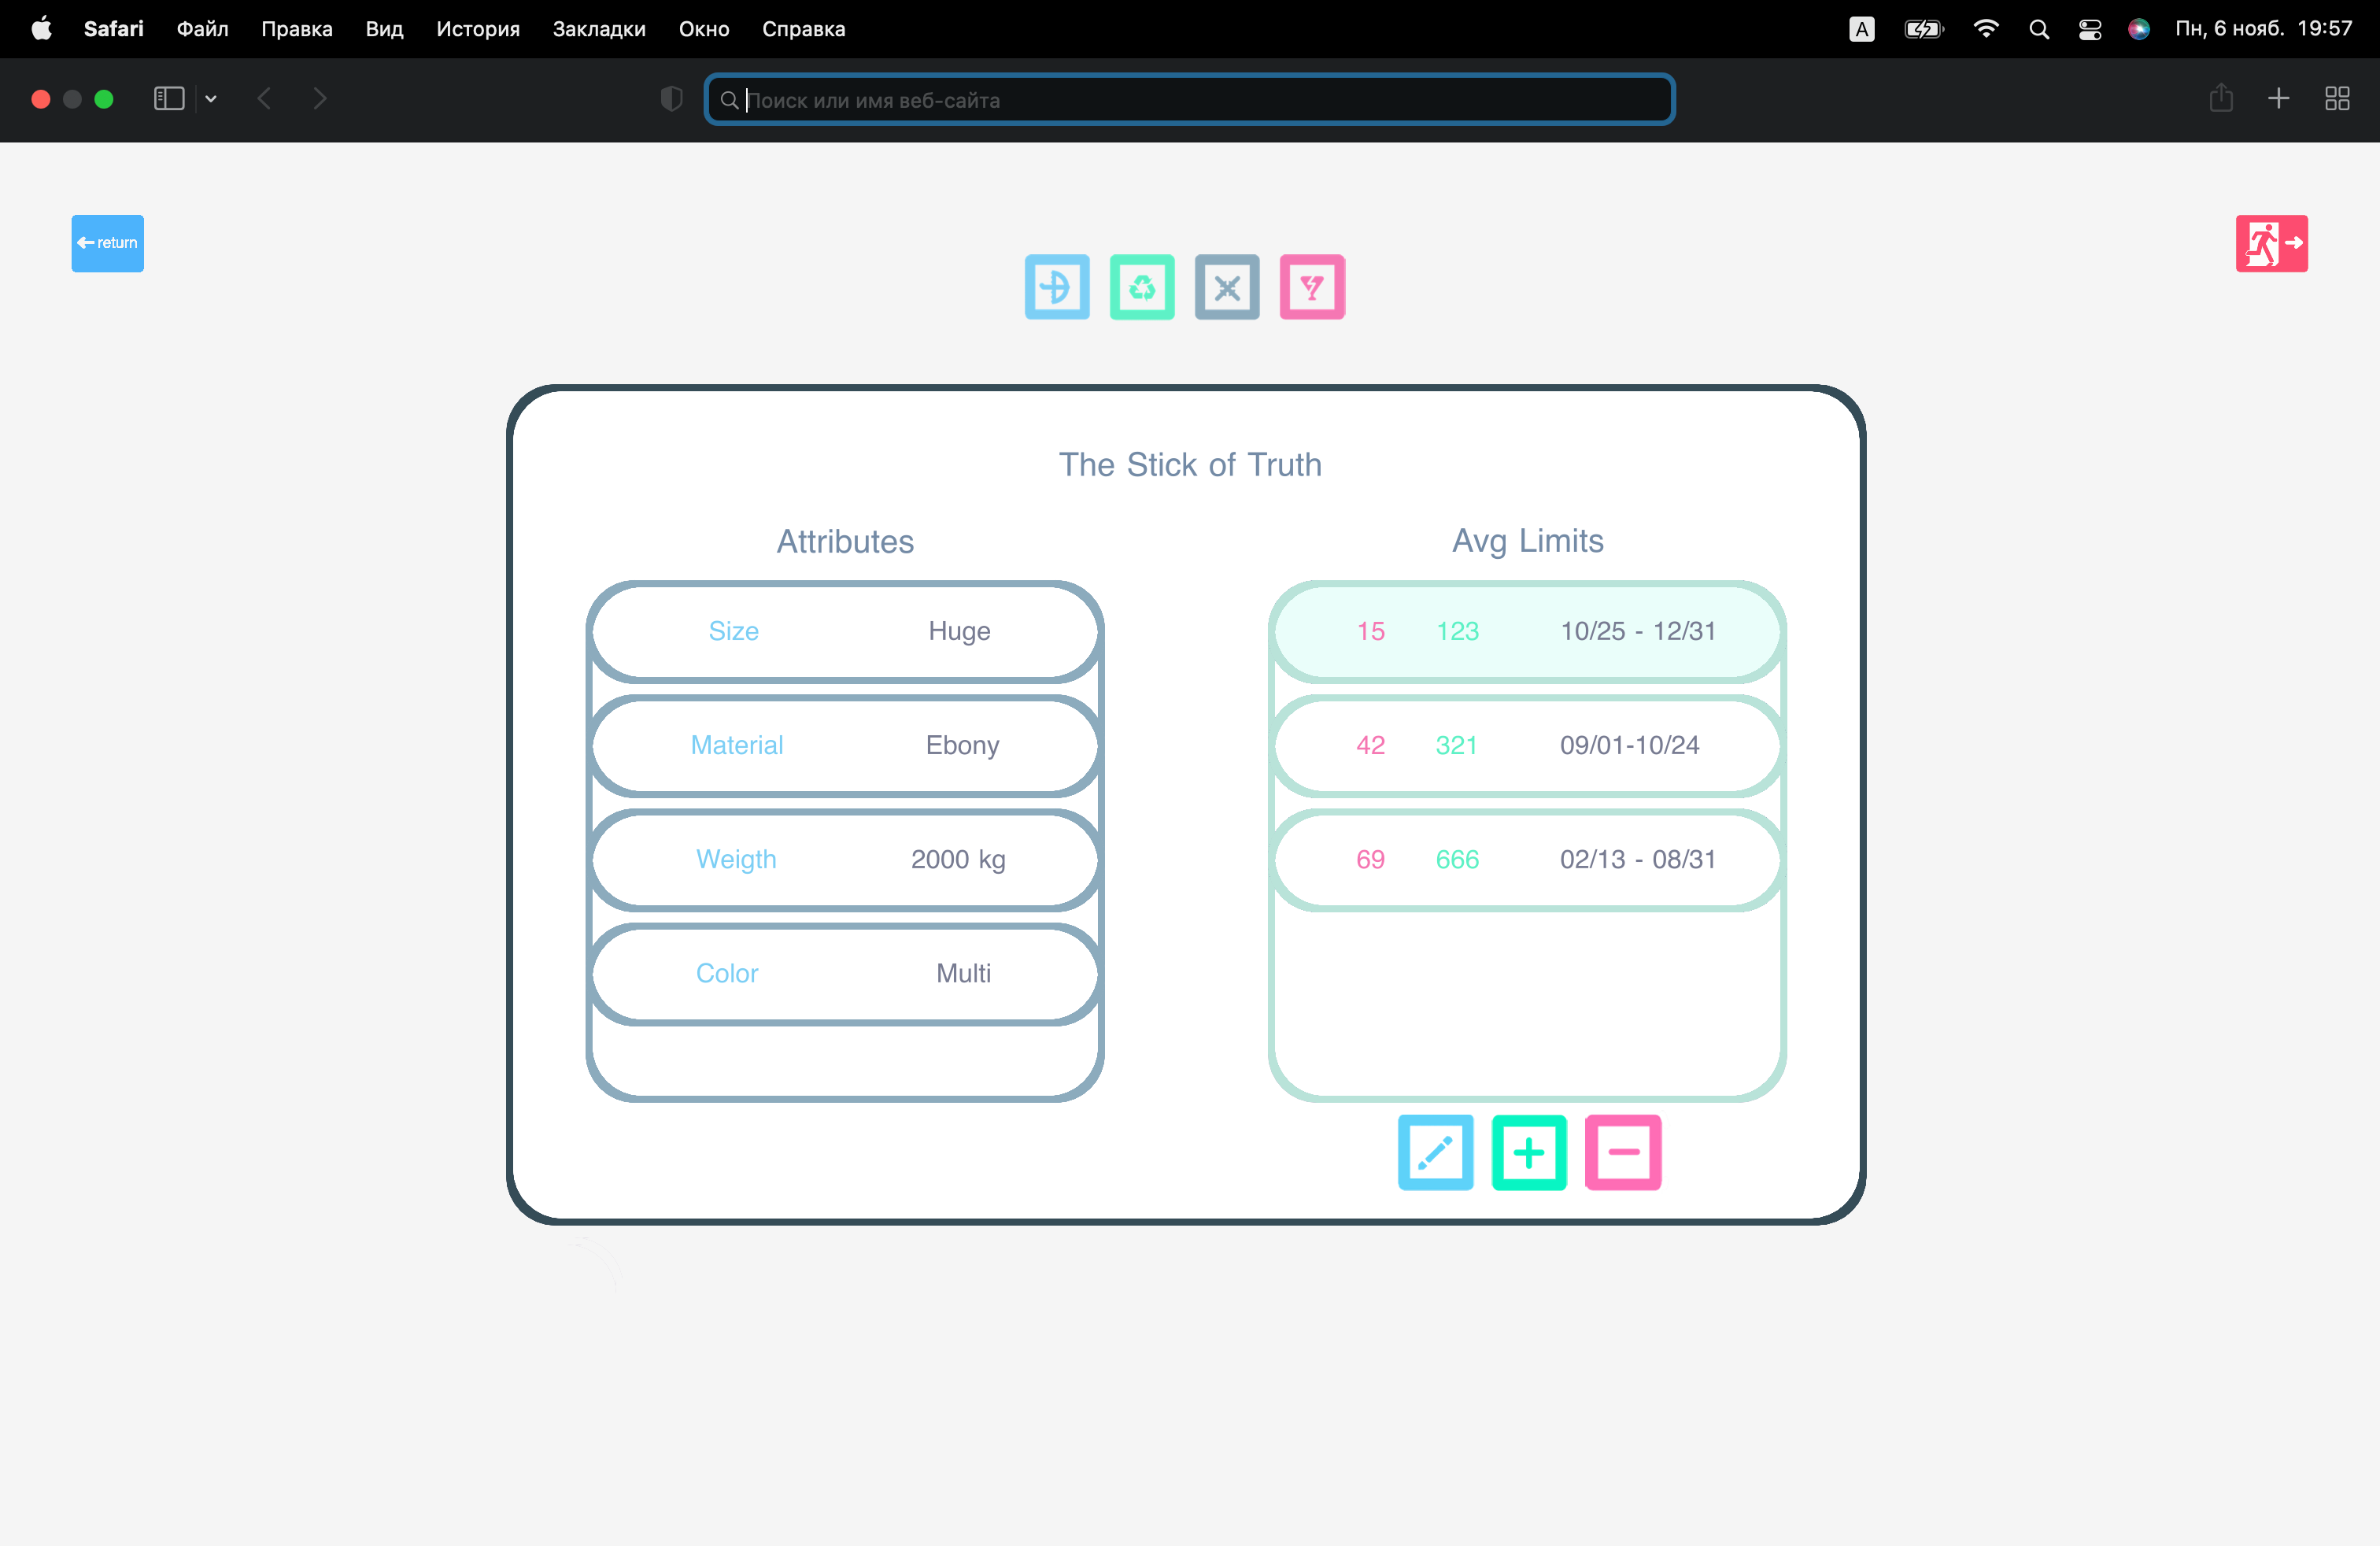 Safari Файл Правка Вид История Закладки Окно Справка A Пн, 6 нояб. 19:57
Поиск или имя веб-сайта
return
The Stick of Truth
Attributes Avg Limits
Size Huge 15 123 10/25 - 12/31
Material Ebony 42 321 09/01-10/24
Weigth 2000 kg 69 666 02/13 - 08/31
Color Multi